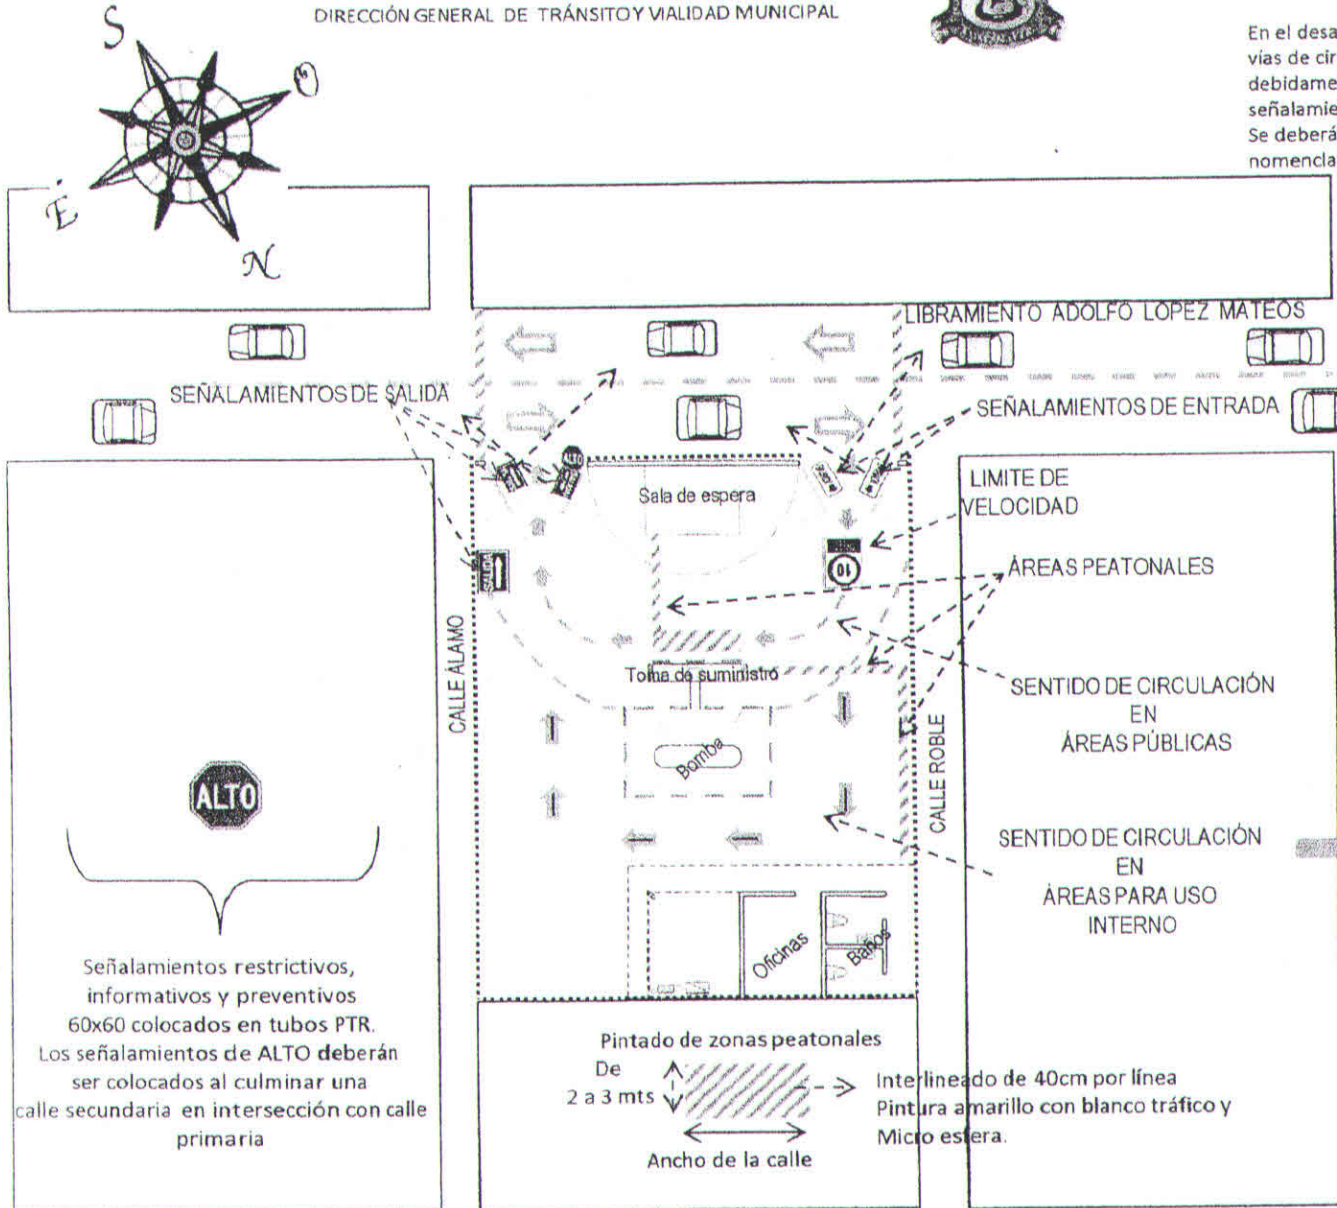 DIRECCIÓN GENERAL DE TRÁNSITO Y VIALIDAD MUNICIPAL
En el desa
vías de cir
debidame
señalamie
Se deberá
nomencla
S
O
E
N
LIBRAMIENTO ADOLFO LOPEZ MATEOS
SEÑALAMIENTOS DE SALIDA
SEÑALAMIENTOS DE ENTRADA
ALTO
Sala de espera
LIMITE DE
VELOCIDAD
SALIDA
10
ÁREAS PEATONALES
CALLE ÁLAMO
Toma de suministro
SENTIDO DE CIRCULACIÓN
EN
ÁREAS PÚBLICAS
Bomba
CALLE ROBLE
ALTO
SENTIDO DE CIRCULACIÓN
EN
ÁREAS PARA USO
INTERNO
Oficinas
Baños
Señalamientos restrictivos,
informativos y preventivos
60x60 colocados en tubos PTR.
Los señalamientos de ALTO deberán
ser colocados al culminar una
calle secundaria en intersección con calle
primaria
Pintado de zonas peatonales
De
2 a 3 mts
Interlineado de 40cm por línea
Pintura amarillo con blanco tráfico y
Micro esfera.
Ancho de la calle